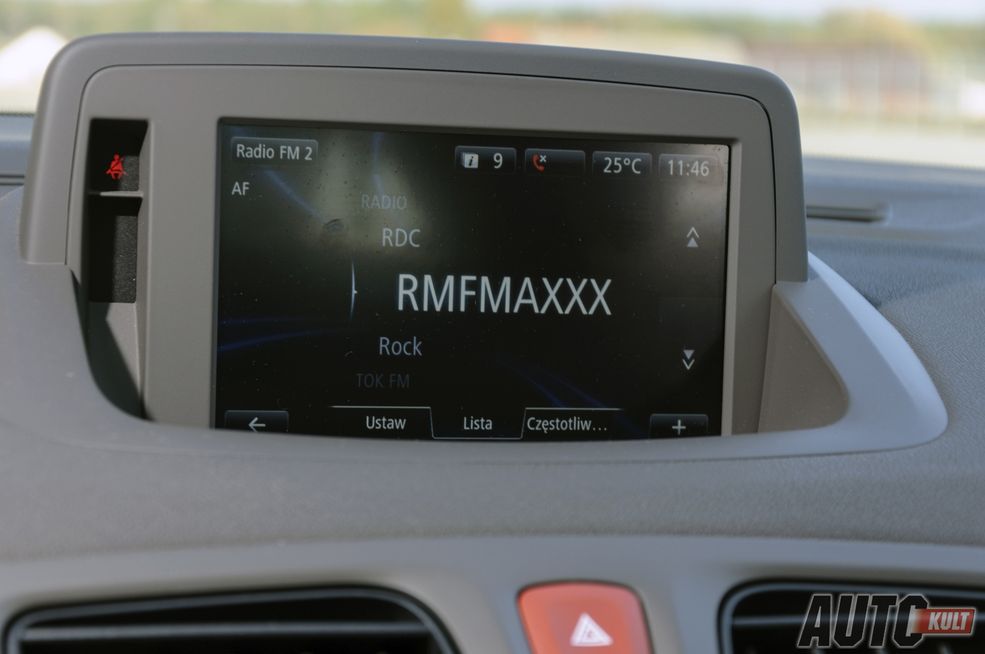 Radio FM 2
9
25°C
11:46
AF
RADIO
RDC
RMFMAXXX
Rock
TOK FM
Ustaw
Lista
Częstotliw...
AUTO KULT